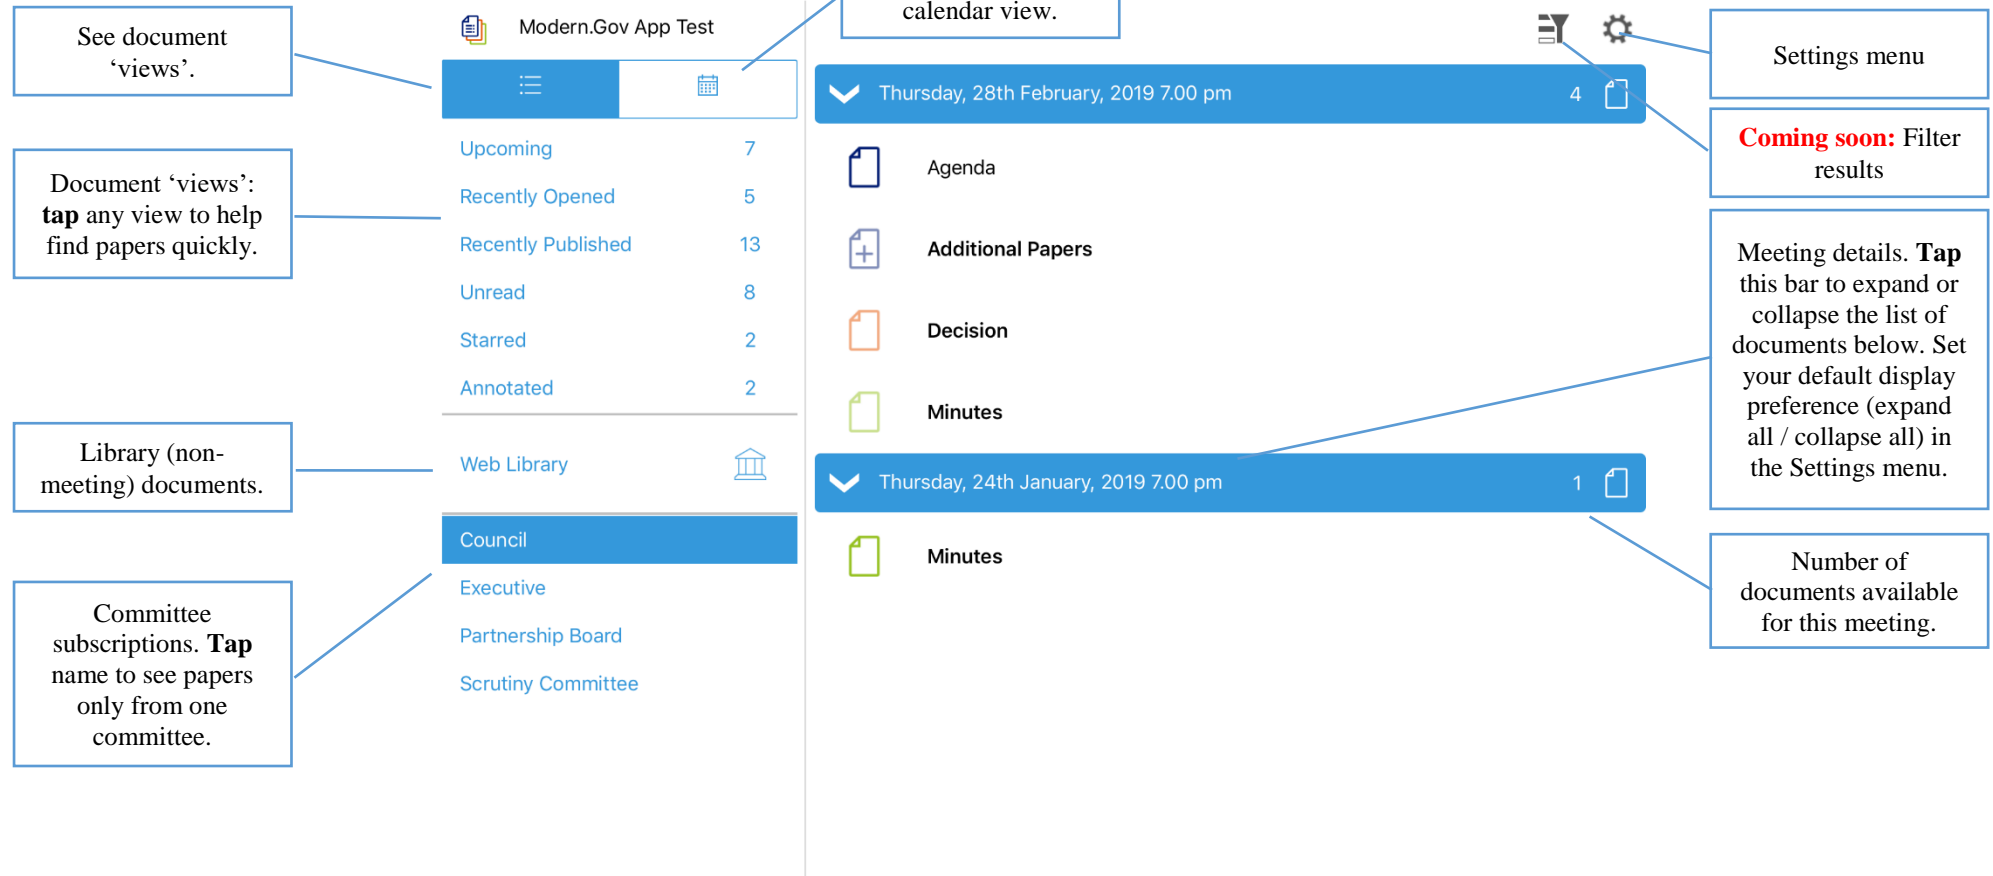 calendar view.
See document
‘views’.
Document ‘views’:
tap any view to help
find papers quickly.
Library (non-
meeting) documents.
Committee
subscriptions. Tap
name to see papers
only from one
committee.
Modern.Gov App Test
Upcoming 7
Recently Opened 5
Recently Published 13
Unread 8
Starred 2
Annotated 2
Web Library
Council
Executive
Partnership Board
Scrutiny Committee
Thursday, 28th February, 2019 7.00 pm 4
Agenda
Additional Papers
Decision
Minutes
Thursday, 24th January, 2019 7.00 pm 1
Minutes
Settings menu
Coming soon: Filter
results
Meeting details. Tap
this bar to expand or
collapse the list of
documents below. Set
your default display
preference (expand
all / collapse all) in
the Settings menu.
Number of
documents available
for this meeting.